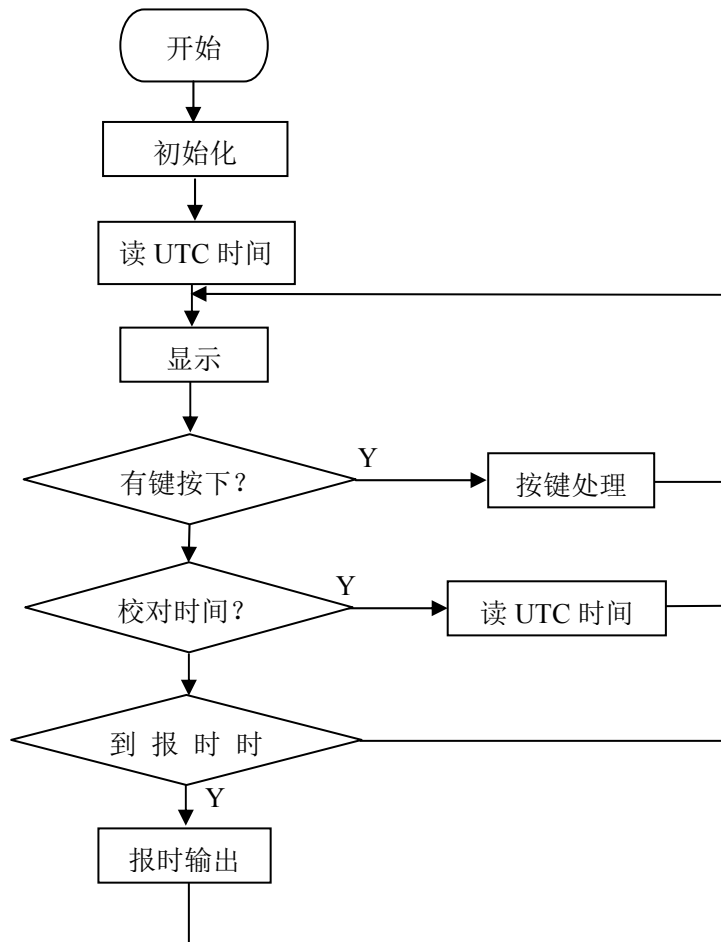 开始
初始化
读 UTC 时间
显示
有键按下？
Y
按键处理
校对时间？
Y
读 UTC 时间
到 报 时 时
Y
报时输出